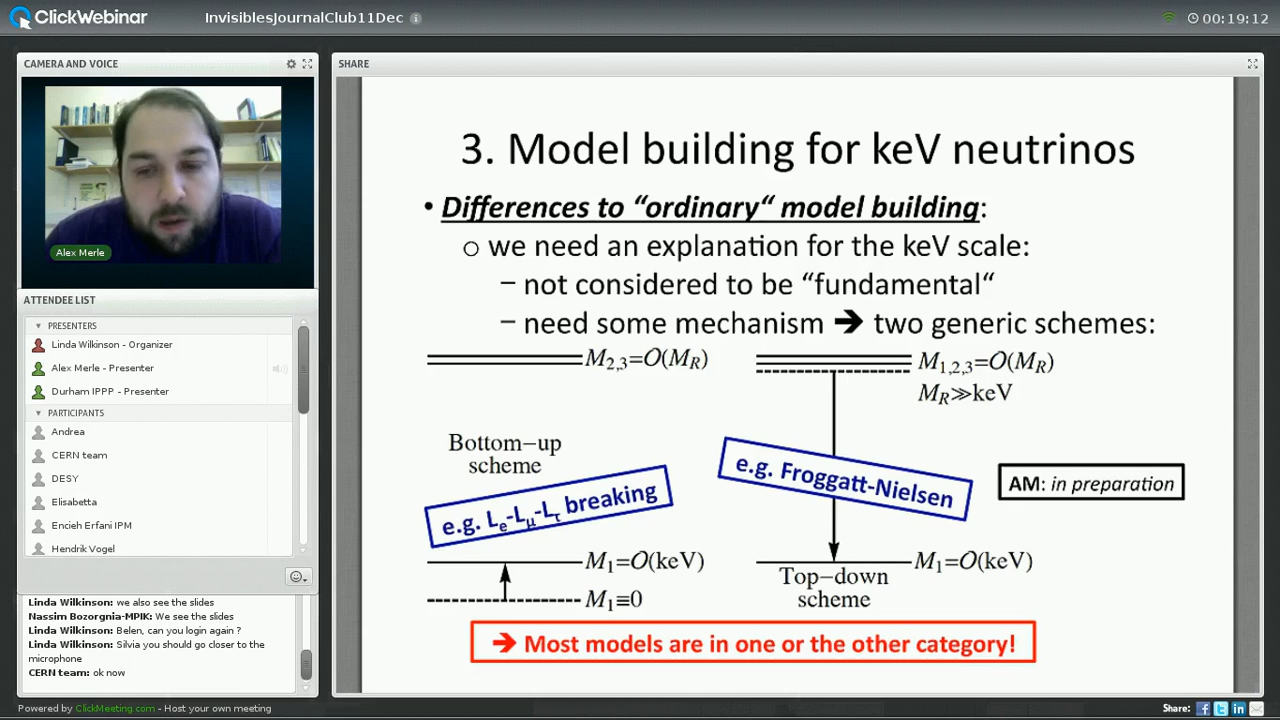 ClickWebinar
InvisiblesJournalClub11Dec
00:19:12
CAMERA AND VOICE
Alex Merle
ATTENDEE LIST
PRESENTERS
Linda Wilkinson - Organizer
Alex Merle - Presenter
Durham IPPP - Presenter
PARTICIPANTS
Andrea
CERN team
DESY
Elisabetta
Encieh Erfani IPM
Hendrik Vogel
Linda Wilkinson: we also see the slides
Nassim Bozorgnia-MPIK: We see the slides
Linda Wilkinson: Belen, can you login again ?
Linda Wilkinson: Silvia you should go closer to the
microphone
CERN team: ok now
SHARE
3. Model building for keV neutrinos
• Differences to “ordinary“ model building:
o we need an explanation for the keV scale:
– not considered to be “fundamental“
– need some mechanism ➔ two generic schemes:
M2,3=O(MR)
M1,2,3=O(MR)
MR≫keV
Bottom−up
scheme
e.g. Le-Lμ-Lτ breaking
e.g. Froggatt-Nielsen
AM: in preparation
M1=O(keV)
M1≡0
M1=O(keV)
Top−down
scheme
➔ Most models are in one or the other category!
Powered by ClickMeeting.com - Host your own meeting
Share: